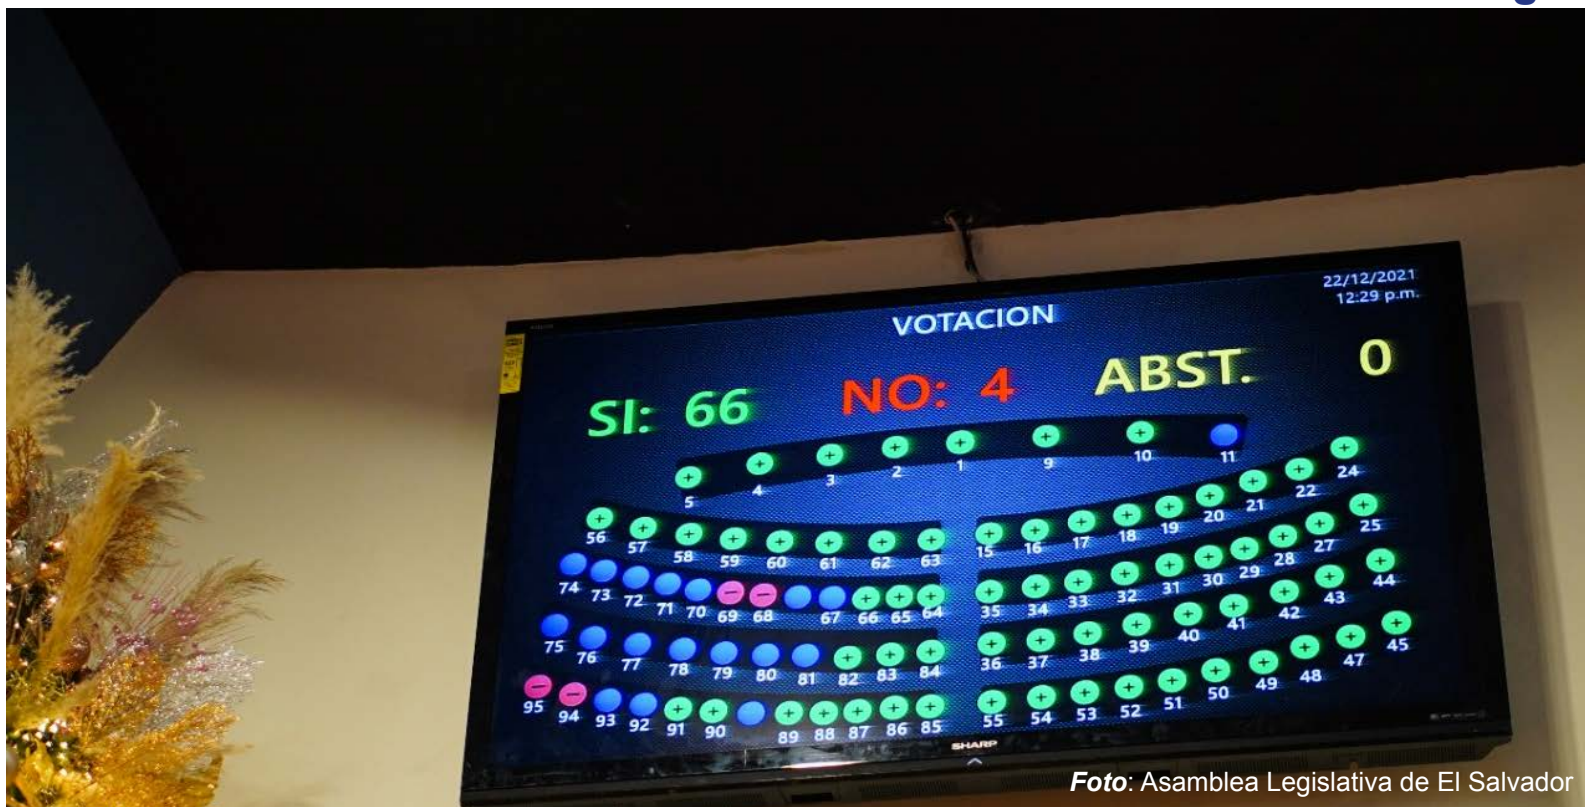 22/12/2021
12:29 p.m.
VOTACION
SI: 66 NO: 4 ABST. 0
5 4 3 2 1 9 10 11
56 57 58 59 60 61 62 63 15 16 17 18 19 20 21 22 24
74 73 72 71 70 69 68 67 66 65 64 35 34 33 32 31 30 29 28 27 25
75 76 77 78 79 80 81 82 83 84 36 37 38 39 40 41 42 43 44
95 94 93 92 91 90 89 88 87 86 85 55 54 53 52 51 50 49 48 47 45
SHARP
Foto: Asamblea Legislativa de El Salvador